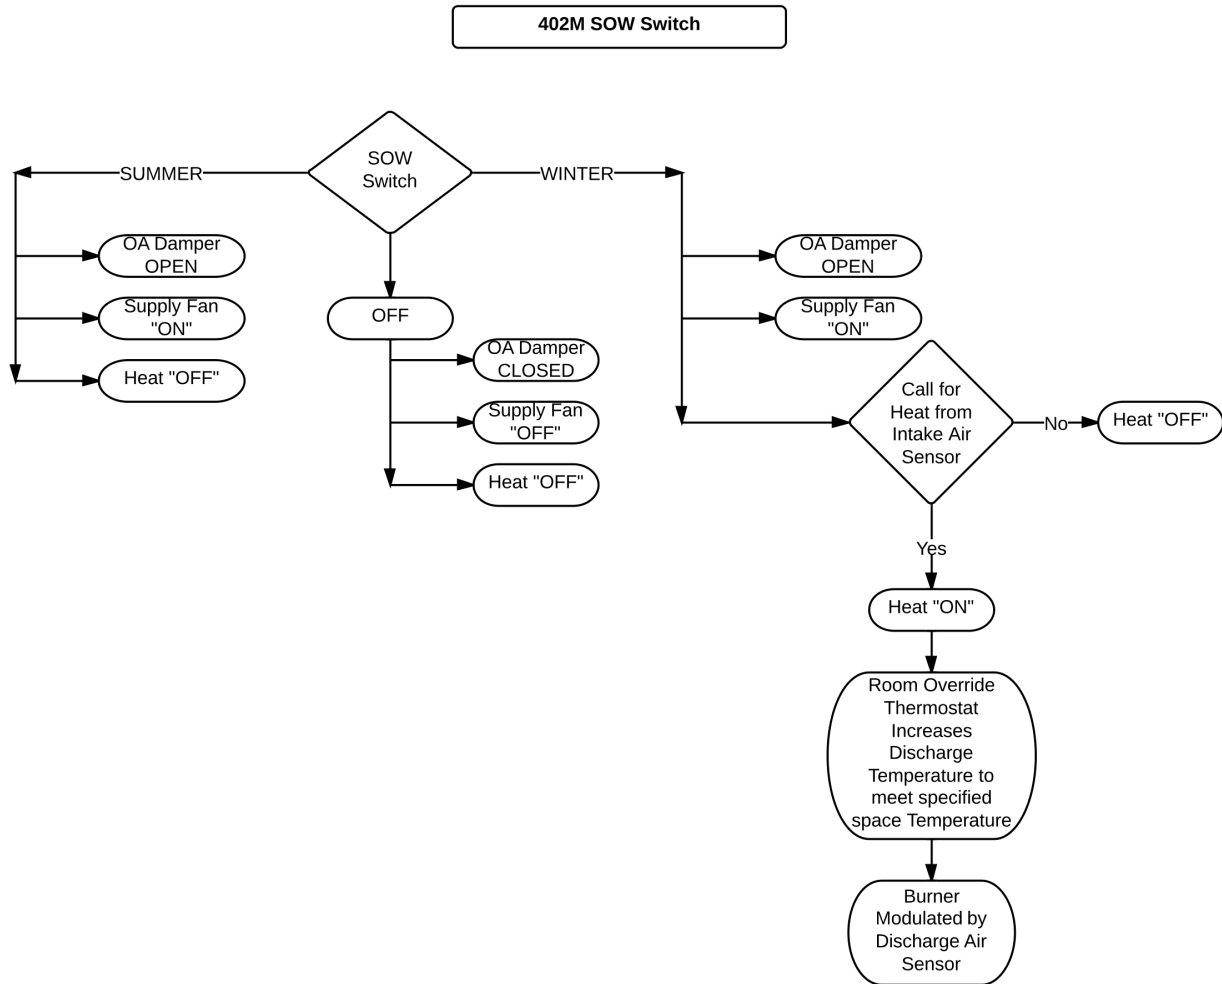 402M SOW Switch
SOW
Switch
SUMMER
WINTER
OA Damper
OPEN
Supply Fan
"ON"
Heat "OFF"
OFF
OA Damper
CLOSED
Supply Fan
"OFF"
Heat "OFF"
OA Damper
OPEN
Supply Fan
"ON"
Call for
Heat from
Intake Air
Sensor
No
Heat "OFF"
Yes
Heat "ON"
Room Override
Thermostat
Increases
Discharge
Temperature to
meet specified
space Temperature
Burner
Modulated by
Discharge Air
Sensor